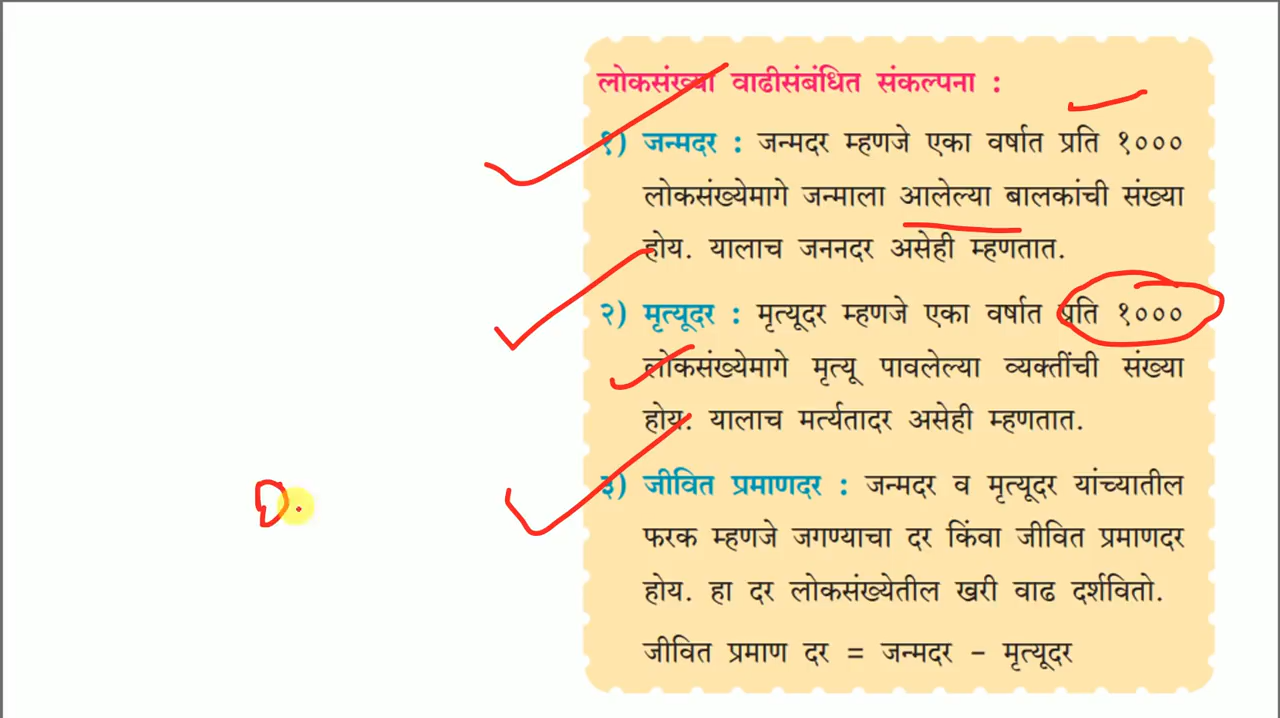 लोकसंख्या वाढीसंबंधित संकल्पना :
१) जन्मदर : जन्मदर म्हणजे एका वर्षात प्रति १०००
लोकसंख्येमागे जन्माला आलेल्या बालकांची संख्या
होय. यालाच जननदर असेही म्हणतात.
२) मृत्यूदर : मृत्यूदर म्हणजे एका वर्षात प्रति १०००
लोकसंख्येमागे मृत्यू पावलेल्या व्यक्तींची संख्या
होय. यालाच मर्त्यतादर असेही म्हणतात.
३) जीवित प्रमाणदर : जन्मदर व मृत्यूदर यांच्यातील
फरक म्हणजे जगण्याचा दर किंवा जीवित प्रमाणदर
होय. हा दर लोकसंख्येतील खरी वाढ दर्शवितो.
जीवित प्रमाण दर = जन्मदर – मृत्यूदर
D.